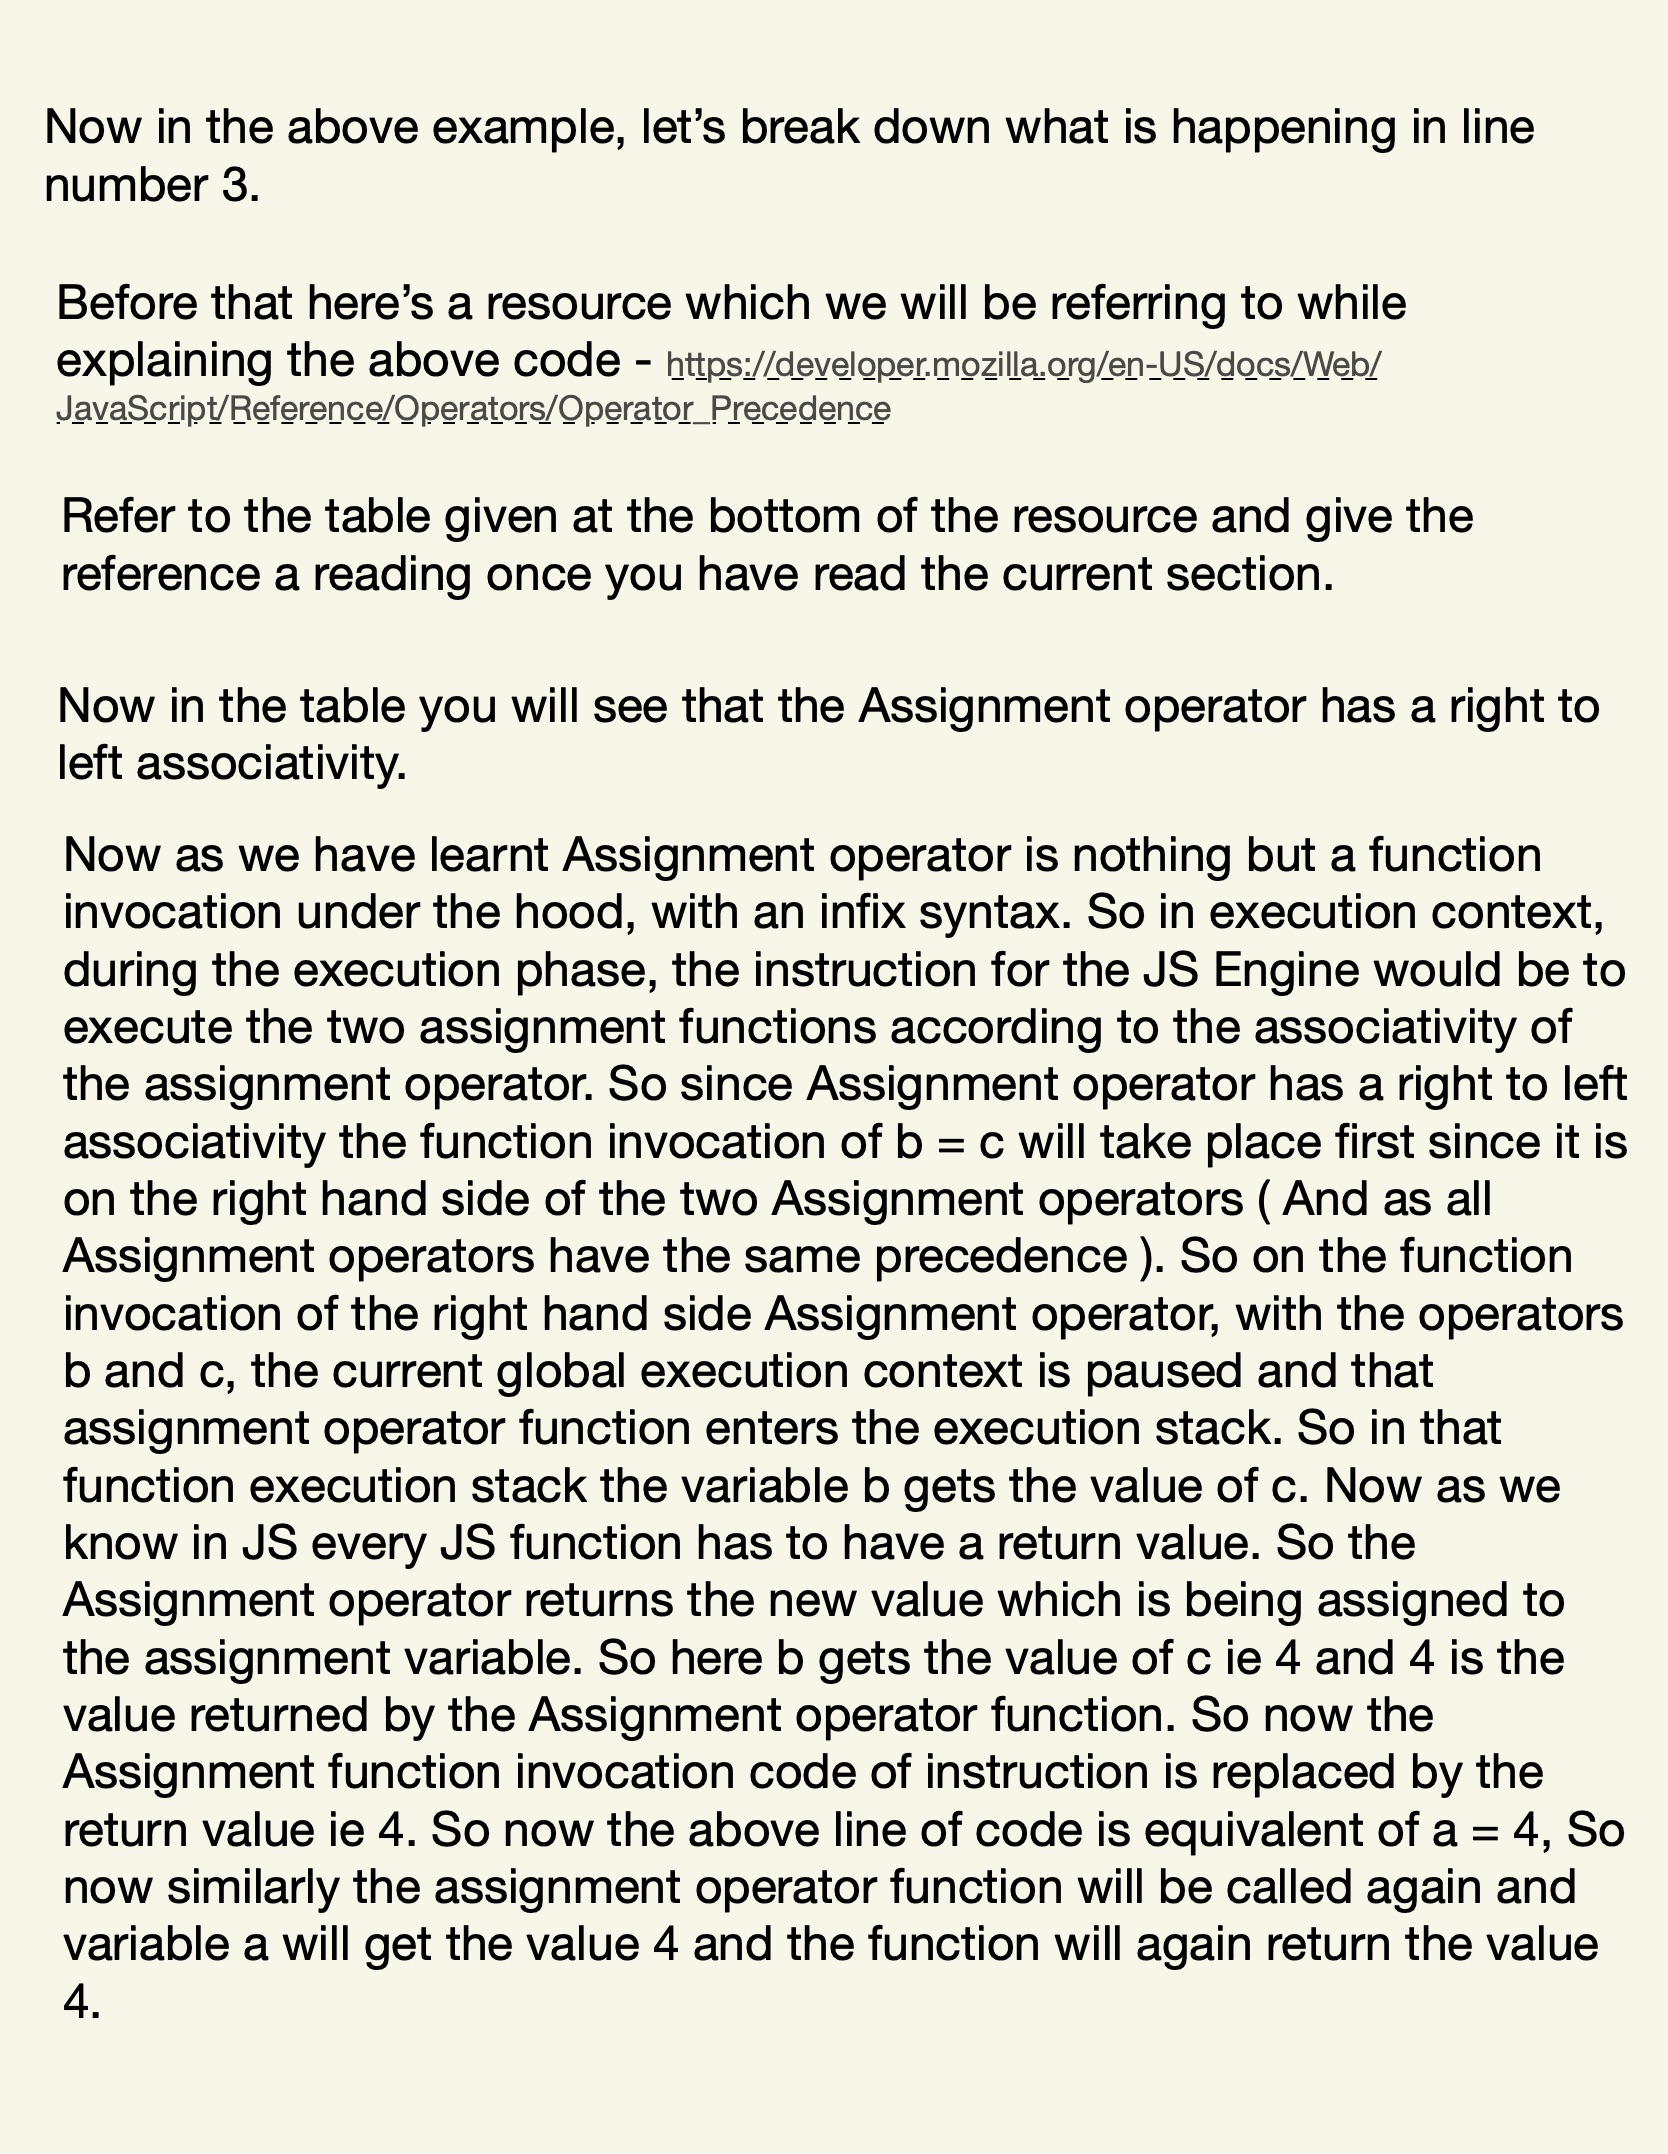 Now in the above example, let’s break down what is happening in line
number 3.
Before that here’s a resource which we will be referring to while
explaining the above code - https://developer.mozilla.org/en-US/docs/Web/
JavaScript/Reference/Operators/Operator_Precedence
Refer to the table given at the bottom of the resource and give the
reference a reading once you have read the current section.
Now in the table you will see that the Assignment operator has a right to
left associativity.
Now as we have learnt Assignment operator is nothing but a function
invocation under the hood, with an infix syntax. So in execution context,
during the execution phase, the instruction for the JS Engine would be to
execute the two assignment functions according to the associativity of
the assignment operator. So since Assignment operator has a right to left
associativity the function invocation of b = c will take place first since it is
on the right hand side of the two Assignment operators ( And as all
Assignment operators have the same precedence ). So on the function
invocation of the right hand side Assignment operator, with the operators
b and c, the current global execution context is paused and that
assignment operator function enters the execution stack. So in that
function execution stack the variable b gets the value of c. Now as we
know in JS every JS function has to have a return value. So the
Assignment operator returns the new value which is being assigned to
the assignment variable. So here b gets the value of c ie 4 and 4 is the
value returned by the Assignment operator function. So now the
Assignment function invocation code of instruction is replaced by the
return value ie 4. So now the above line of code is equivalent of a = 4, So
now similarly the assignment operator function will be called again and
variable a will get the value 4 and the function will again return the value
4.